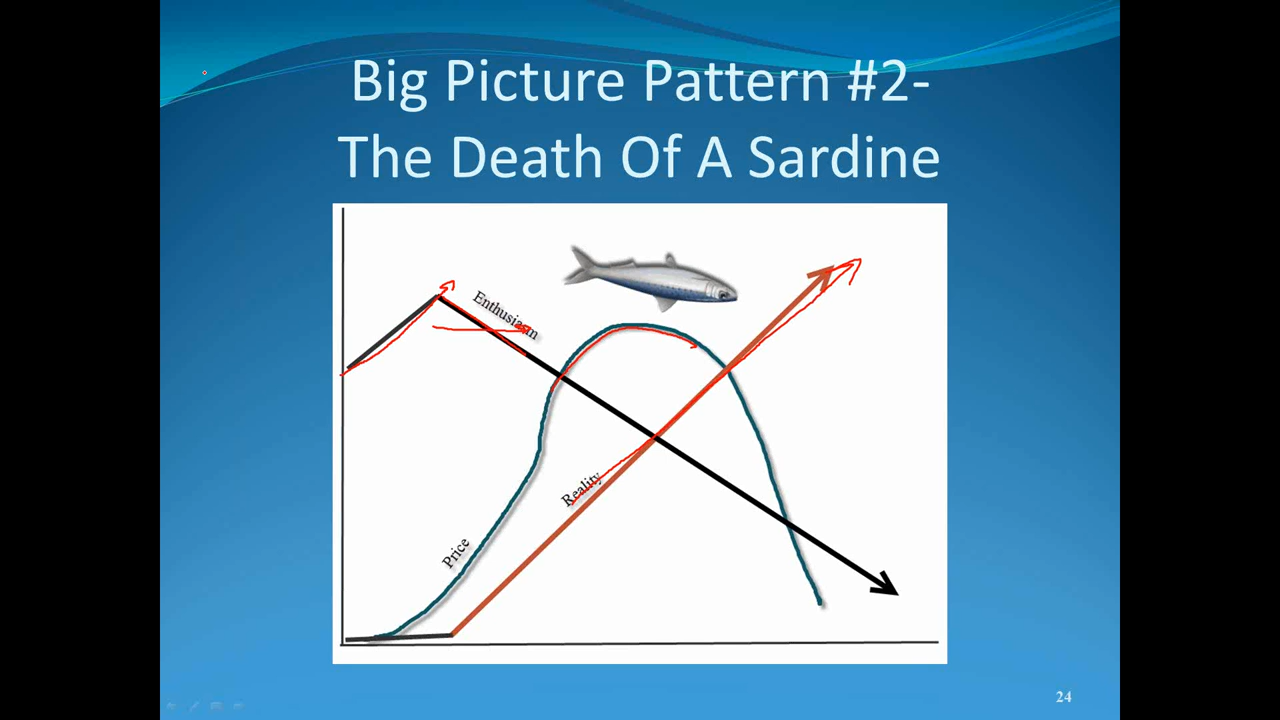 Big Picture Pattern #2-
The Death Of A Sardine
Enthusiasm
Reality
Price
24